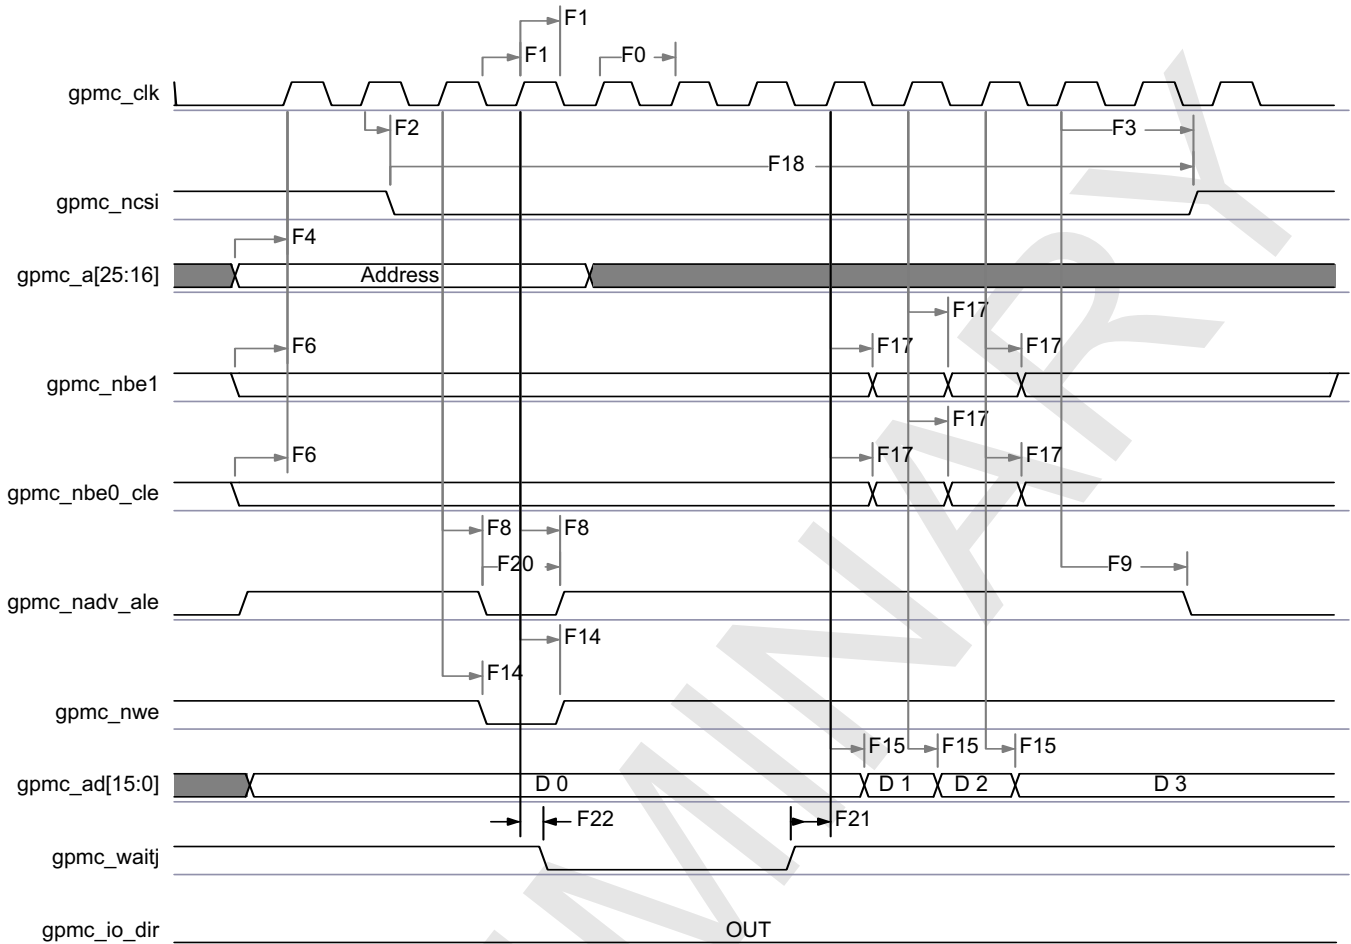 F1
F1
F0
gpmc_clk
F2
F3
F18
gpmc_ncsi
F4
gpmc_a[25:16]
Address
F17
F6
F17
F17
gpmc_nbe1
F17
F6
F17
F17
gpmc_nbe0_cle
F8
F8
F20
F9
gpmc_nadv_ale
F14
F14
gpmc_nwe
F15
F15
F15
gpmc_ad[15:0]
D 0
D 1
D 2
D 3
F22
F21
gpmc_waitj
gpmc_io_dir
OUT
MINARY